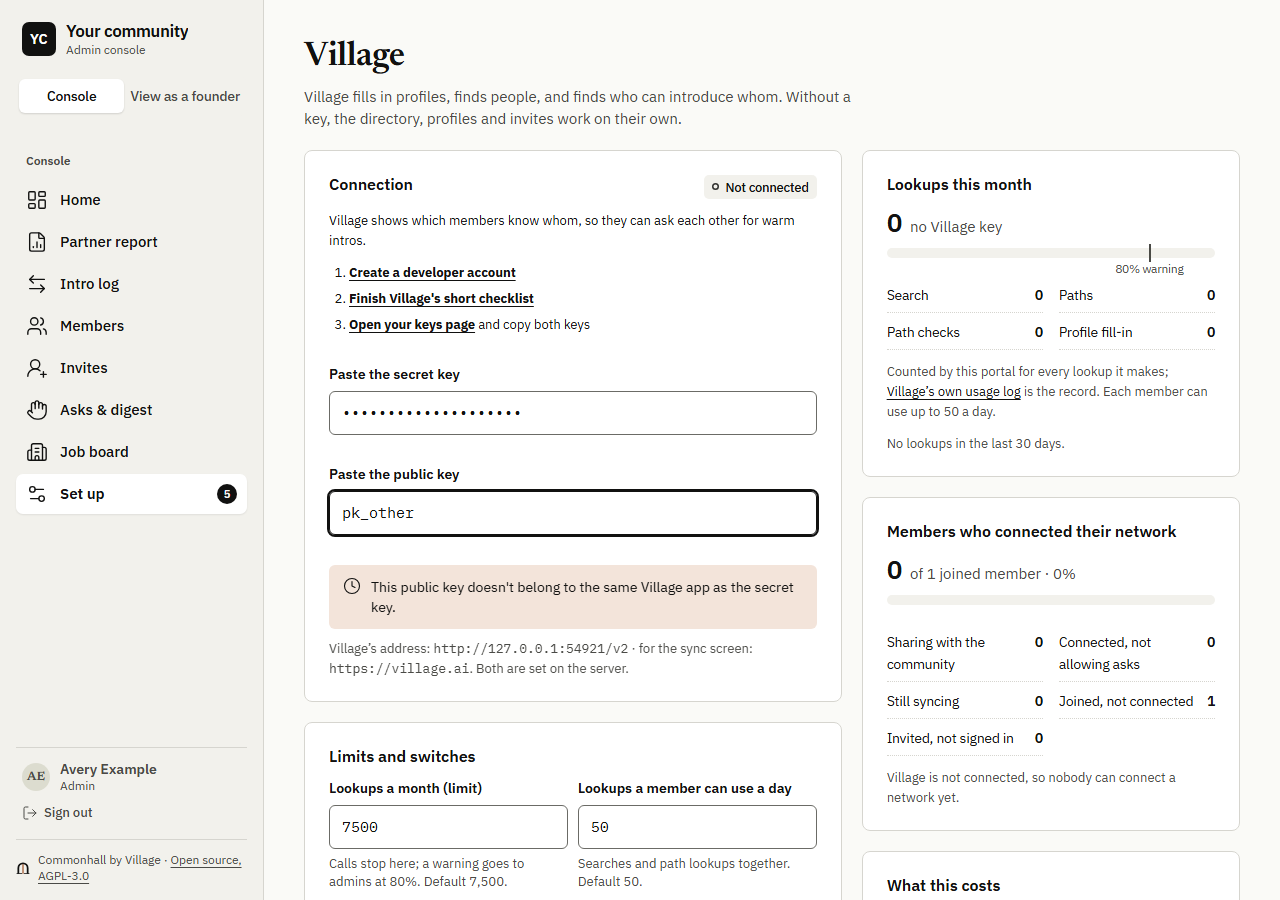 YC
Your community
Admin console
Console
View as a founder
Console
Home
Partner report
Intro log
Members
Invites
Asks & digest
Job board
Set up
5
AE
Avery Example
Admin
Sign out
Commonhall by Village · Open source,
AGPL-3.0
Village
Village fills in profiles, finds people, and finds who can introduce whom. Without a
key, the directory, profiles and invites work on their own.
Connection
Not connected
Village shows which members know whom, so they can ask each other for warm
intros.
1. Create a developer account
2. Finish Village's short checklist
3. Open your keys page and copy both keys
Paste the secret key
••••••••••••••••••••
Paste the public key
pk_other
This public key doesn't belong to the same Village app as the secret
key.
Village’s address: http://127.0.0.1:54921/v2 · for the sync screen:
https://village.ai. Both are set on the server.
Limits and switches
Lookups a month (limit)
7500
Calls stop here; a warning goes to
admins at 80%. Default 7,500.
Lookups a member can use a day
50
Searches and path lookups together.
Default 50.
Lookups this month
0 no Village key
80% warning
Search 0
Paths 0
Path checks 0
Profile fill-in 0
Counted by this portal for every lookup it makes;
Village’s own usage log is the record. Each member can
use up to 50 a day.
No lookups in the last 30 days.
Members who connected their network
0 of 1 joined member · 0%
Sharing with the
community
0
Connected, not
allowing asks
0
Still syncing 0
Joined, not connected 1
Invited, not signed in 0
Village is not connected, so nobody can connect a
network yet.
What this costs